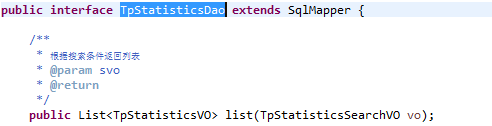 public interface TpStatisticsDao extends SqlMapper {
/**
* 根据搜索条件返回列表
* @param svo
* @return
*/
public List<TpStatisticsVO> list(TpStatisticsSearchVO vo);